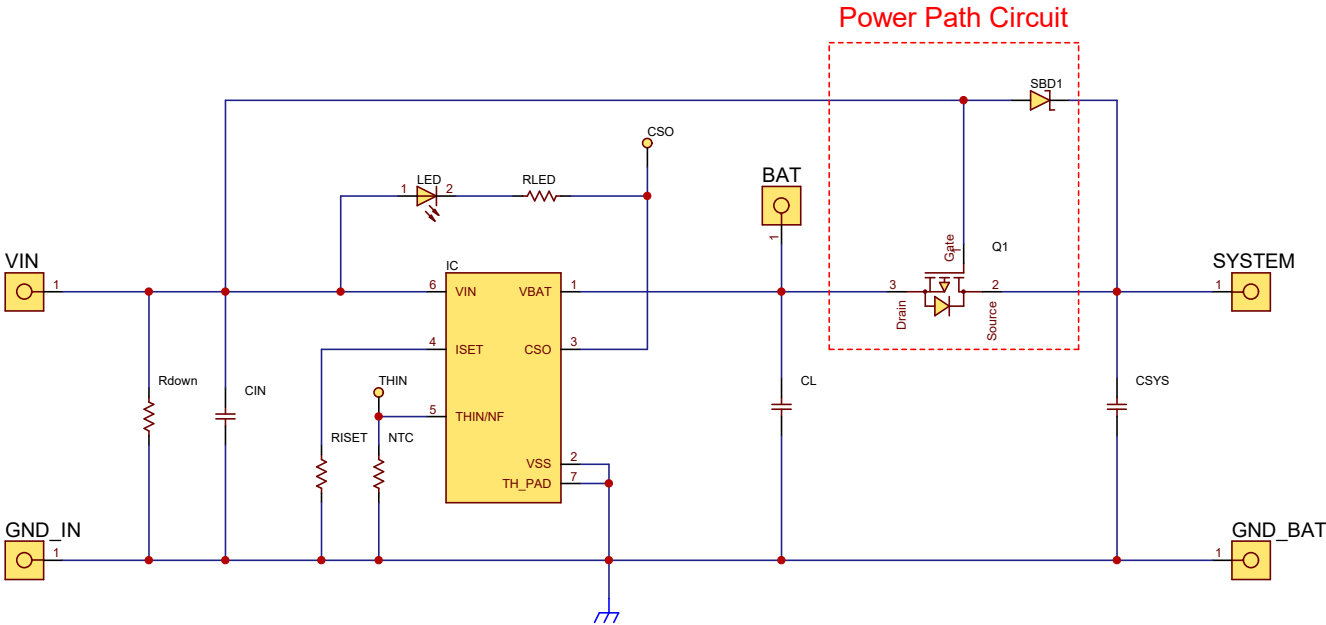 Power Path Circuit
SBD1
CSO
LED
RLED
1
2
BAT
1
Gate
1
Q1
VIN
1
SYSTEM
1
IC
6
VIN
VBAT
1
3
Drain
2
Source
4
ISET
CSO
3
Rdown
CIN
THIN
5
THIN/NF
CL
CSYS
RISET
NTC
VSS
2
TH_PAD
7
GND_IN
1
GND_BAT
1